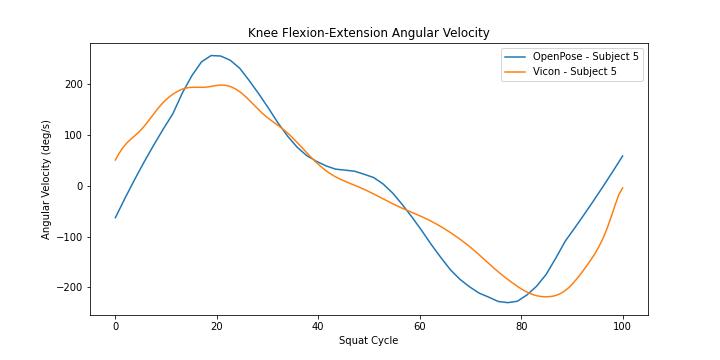 Knee Flexion-Extension Angular Velocity
OpenPose - Subject 5
Vicon - Subject 5
Angular Velocity (deg/s)
200
100
0
−100
−200
0 20 40 60 80 100
Squat Cycle